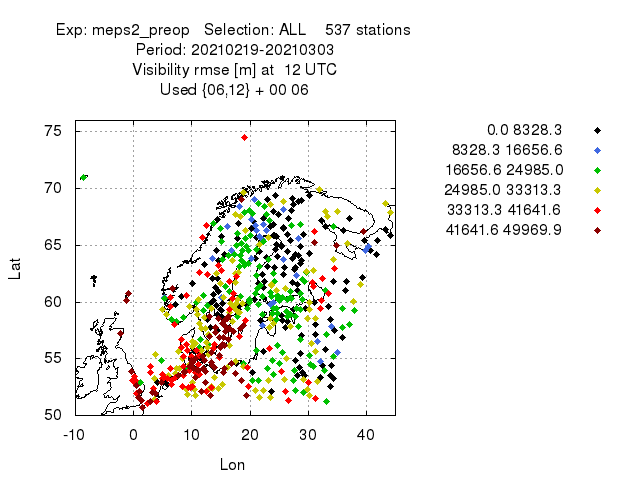 Exp: meps2_preop Selection: ALL 537 stations
Period: 20210219-20210303
Visibility rmse [m] at 12 UTC
Used {06,12} + 00 06
0.0 8328.3
8328.3 16656.6
16656.6 24985.0
24985.0 33313.3
33313.3 41641.6
41641.6 49969.9
75
70
65
60
55
50
Lat
-10 0 10 20 30 40
Lon